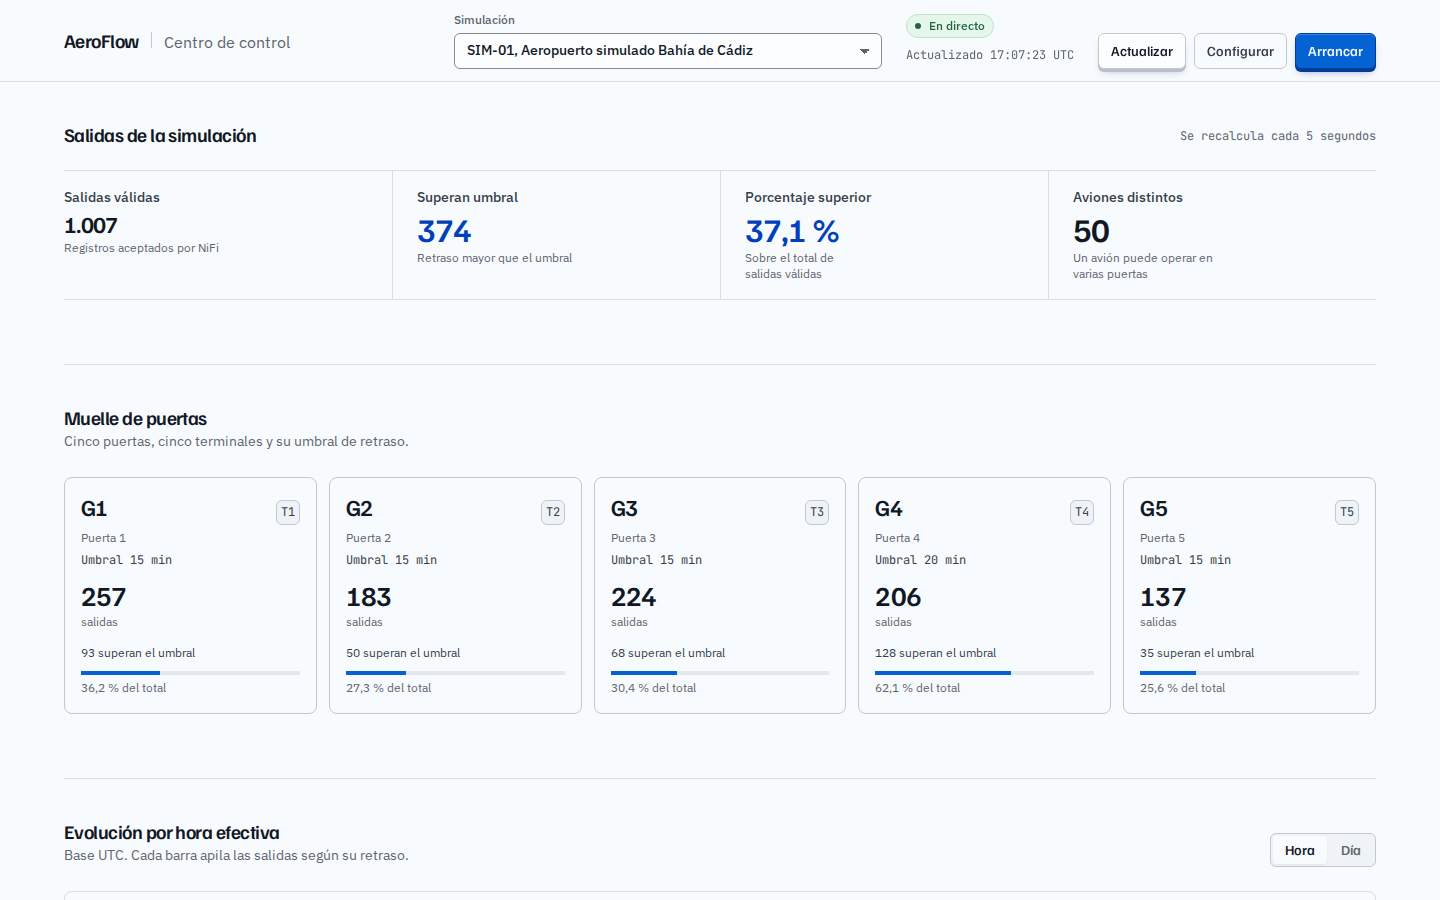 AeroFlow
Centro de control
Simulación
SIM-01, Aeropuerto simulado Bahía de Cádiz
En directo
Actualizado 17:07:23 UTC
Actualizar
Configurar
Arrancar
Salidas de la simulación
Se recalcula cada 5 segundos
Salidas válidas
1.007
Registros aceptados por NiFi
Superan umbral
374
Retraso mayor que el umbral
Porcentaje superior
37,1 %
Sobre el total de
salidas válidas
Aviones distintos
50
Un avión puede operar en
varias puertas
Muelle de puertas
Cinco puertas, cinco terminales y su umbral de retraso.
G1
T1
Puerta 1
Umbral 15 min
257
salidas
93 superan el umbral
36,2 % del total
G2
T2
Puerta 2
Umbral 15 min
183
salidas
50 superan el umbral
27,3 % del total
G3
T3
Puerta 3
Umbral 15 min
224
salidas
68 superan el umbral
30,4 % del total
G4
T4
Puerta 4
Umbral 20 min
206
salidas
128 superan el umbral
62,1 % del total
G5
T5
Puerta 5
Umbral 15 min
137
salidas
35 superan el umbral
25,6 % del total
Evolución por hora efectiva
Base UTC. Cada barra apila las salidas según su retraso.
Hora
Día